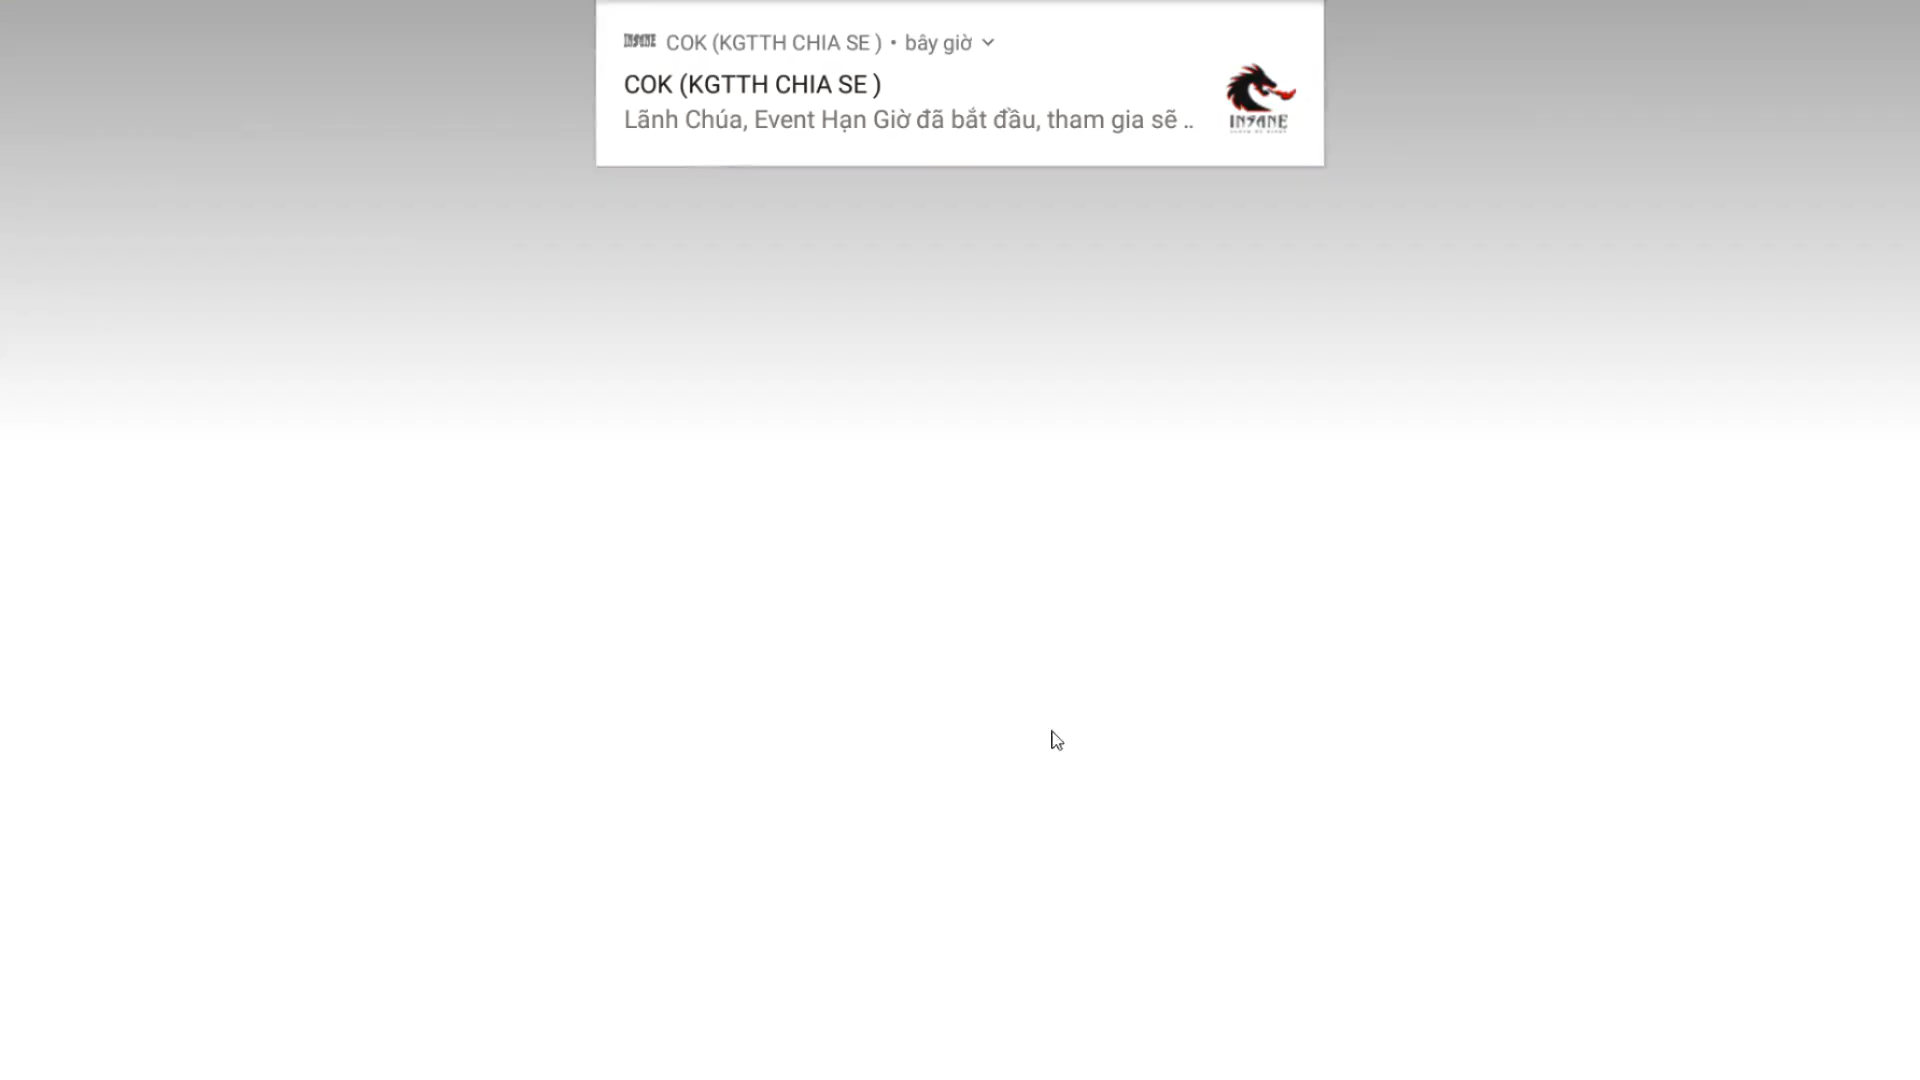 INSANE COK (KGTTH CHIA SE ) • bây giờ
COK (KGTTH CHIA SE )
Lãnh Chúa, Event Hạn Giờ đã bắt đầu, tham gia sẽ ..
INSANE